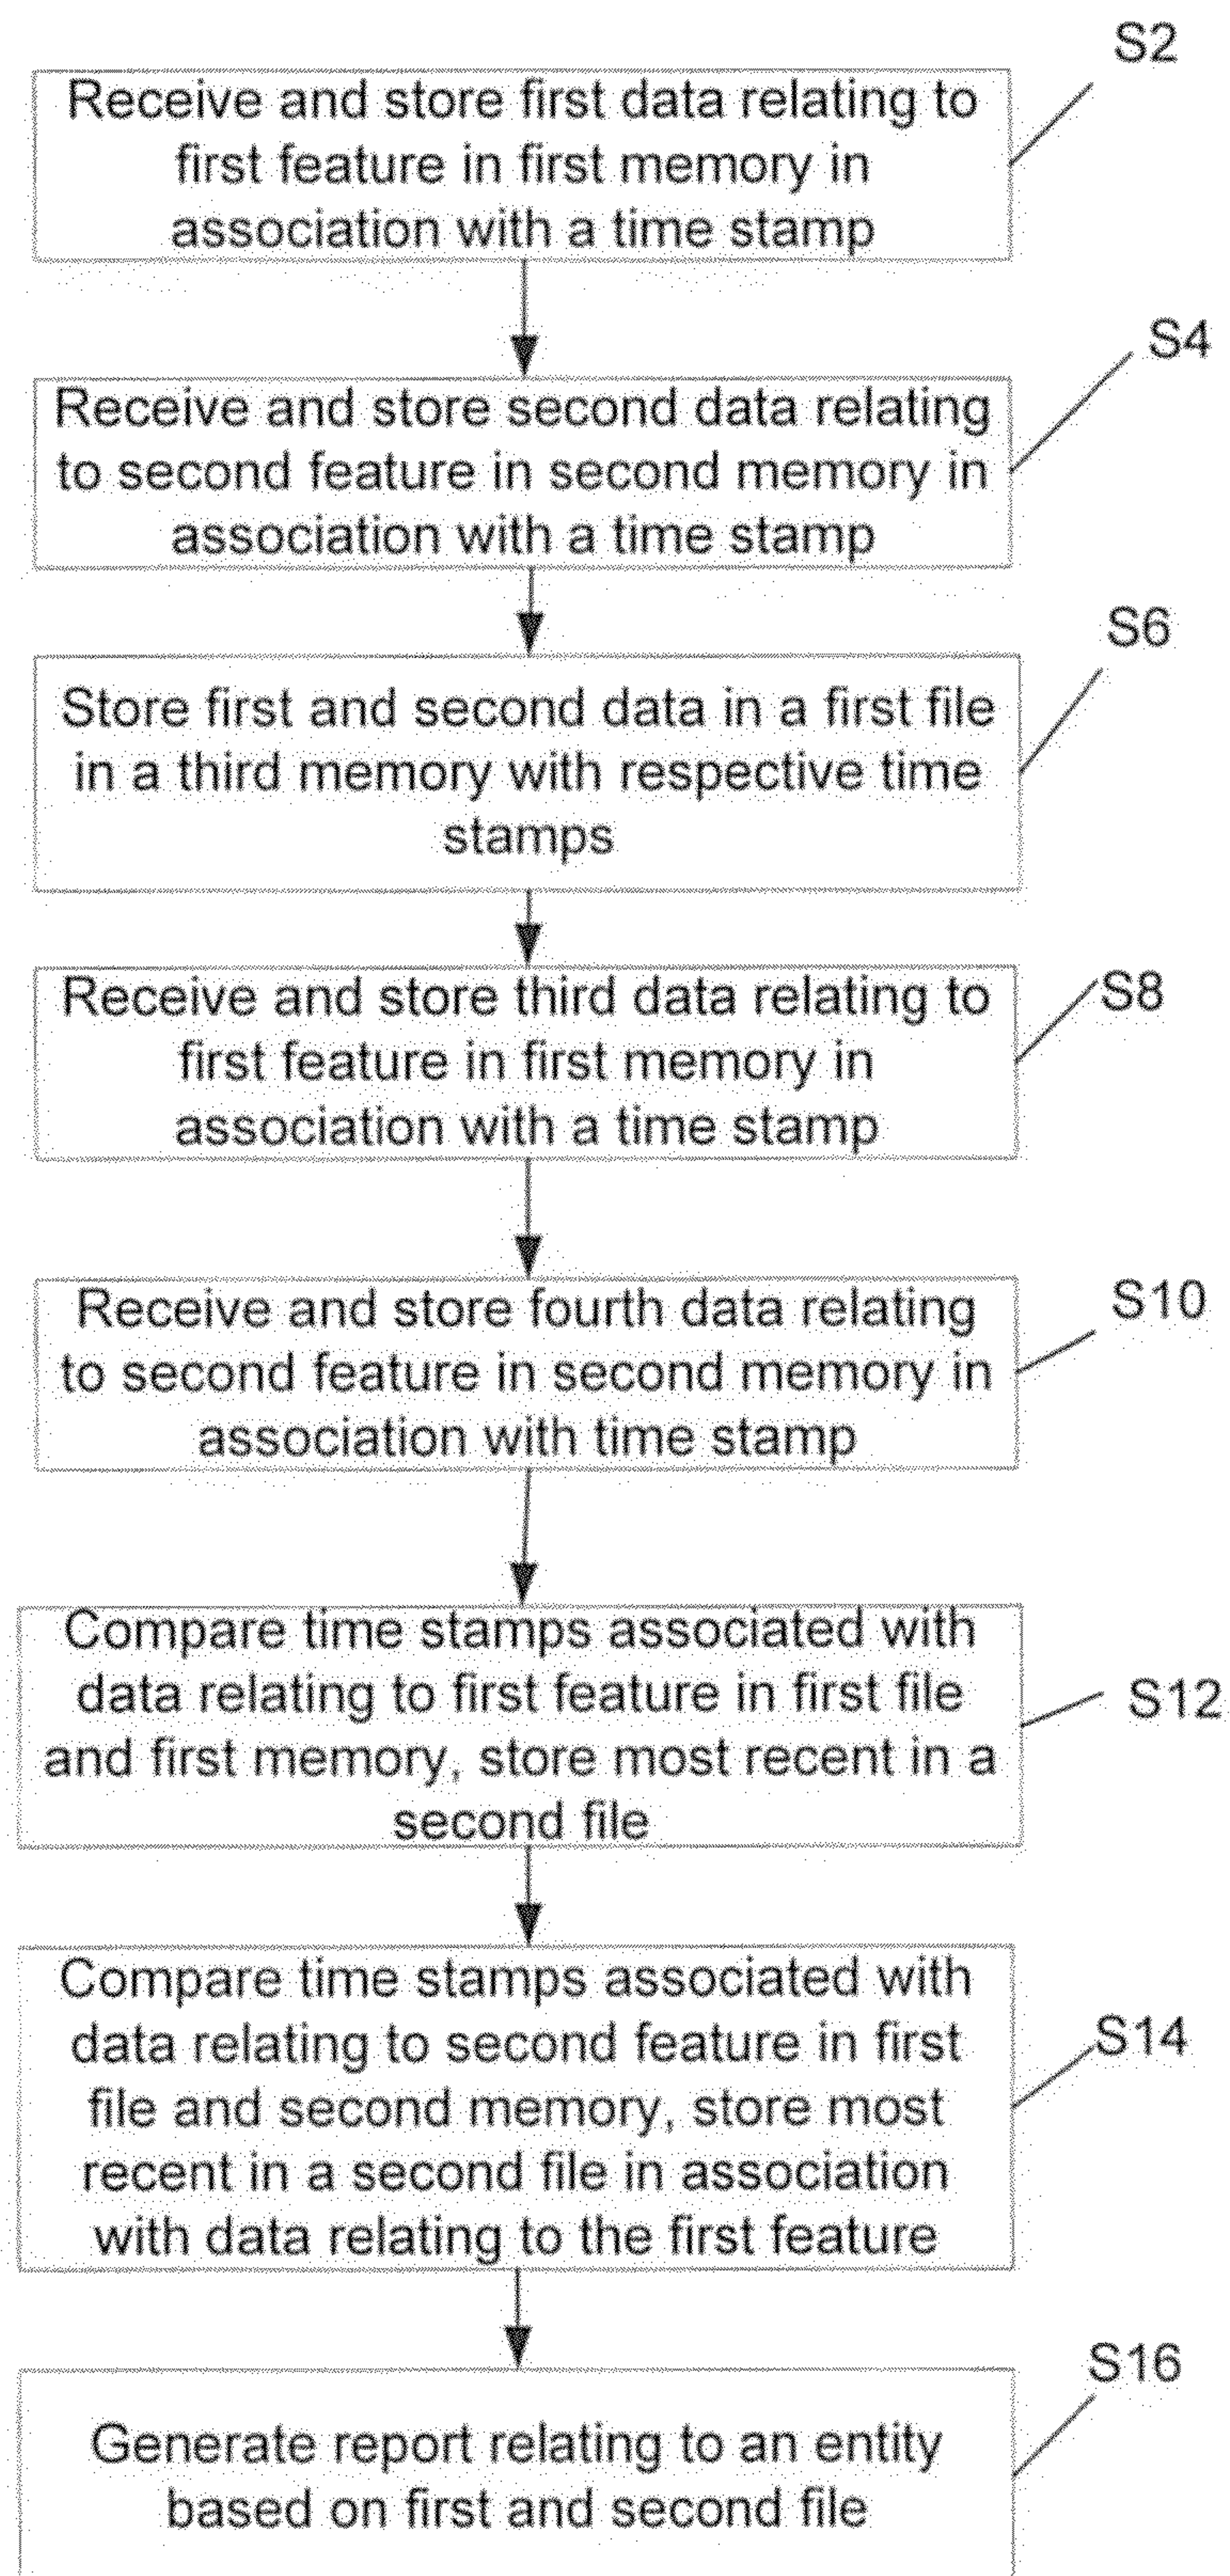 S2
Receive and store first data relating to
first feature in first memory in
association with a time stamp
S4
Receive and store second data relating
to second feature in second memory in
association with a time stamp
S6
Store first and second data in a first file
in a third memory with respective time
stamps
S8
Receive and store third data relating to
first feature in first memory in
association with a time stamp
S10
Receive and store fourth data relating
to second feature in second memory in
association with time stamp
Compare time stamps associated with
data relating to first feature in first file
S12
and first memory, store most recent in a
second file
Compare time stamps associated with
S14
data relating to second feature in first
file and second memory, store most
recent in a second file in association
with data relating to the first feature
S16
Generate report relating to an entity
based on first and second file